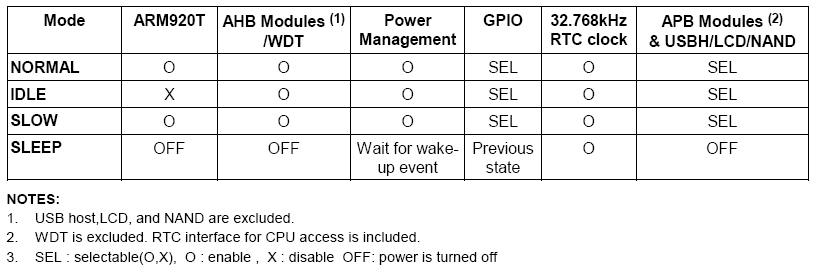 Mode ARM920T AHB Modules (1) /WDT Power Management GPIO 32.768kHz RTC clock APB Modules (2) & USBH/LCD/NAND
NORMAL O O O SEL O SEL
IDLE X O O SEL O SEL
SLOW O O O SEL O SEL
SLEEP OFF OFF Wait for wake-up event Previous state O OFF
NOTES:
1. USB host,LCD, and NAND are excluded.
2. WDT is excluded. RTC interface for CPU access is included.
3. SEL : selectable(O,X), O : enable , X : disable OFF: power is turned off